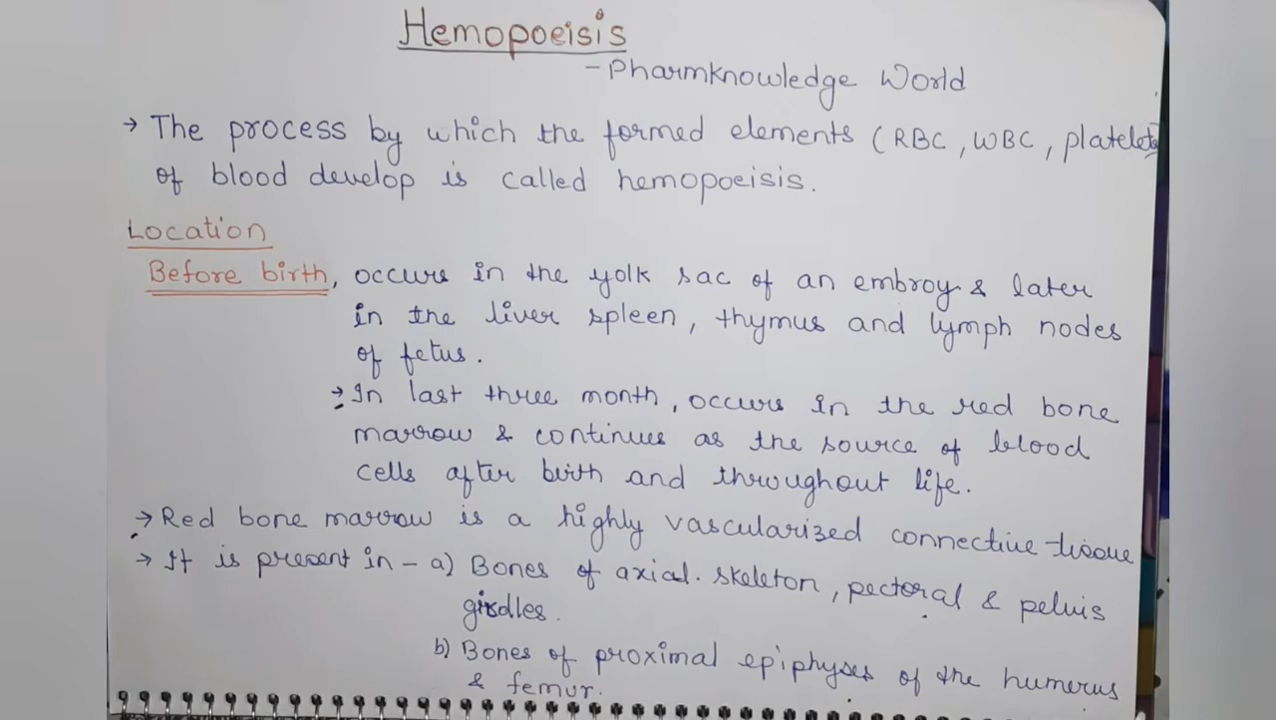 Hemopoeisis
- Pharmknowledge World
→ The process by which the formed elements (RBC, WBC, platelets)
of blood develop is called hemopoeisis.
Location
Before birth, occurs in the yolk sac of an embroy & later
in the liver spleen, thymus and lymph nodes
of fetus.
→ In last three month, occurs in the red bone
marrow & continues as the source of blood
cells after birth and throughout life.
→ Red bone marrow is a highly vascularized connective tissue
→ It is present in - a) Bones of axial. skeleton, pectoral & pelvis
girdles.
b) Bones of proximal epiphyses of the humerus
& femur.